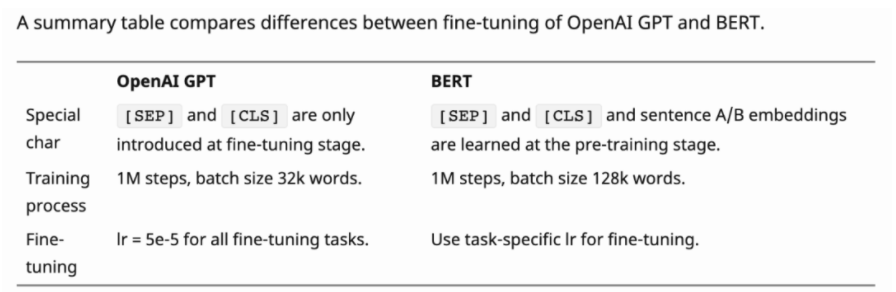 A summary table compares differences between fine-tuning of OpenAI GPT and BERT.
OpenAI GPT BERT
Special char [SEP] and [CLS] are only introduced at fine-tuning stage. [SEP] and [CLS] and sentence A/B embeddings are learned at the pre-training stage.
Training process 1M steps, batch size 32k words. 1M steps, batch size 128k words.
Fine-tuning lr = 5e-5 for all fine-tuning tasks. Use task-specific lr for fine-tuning.